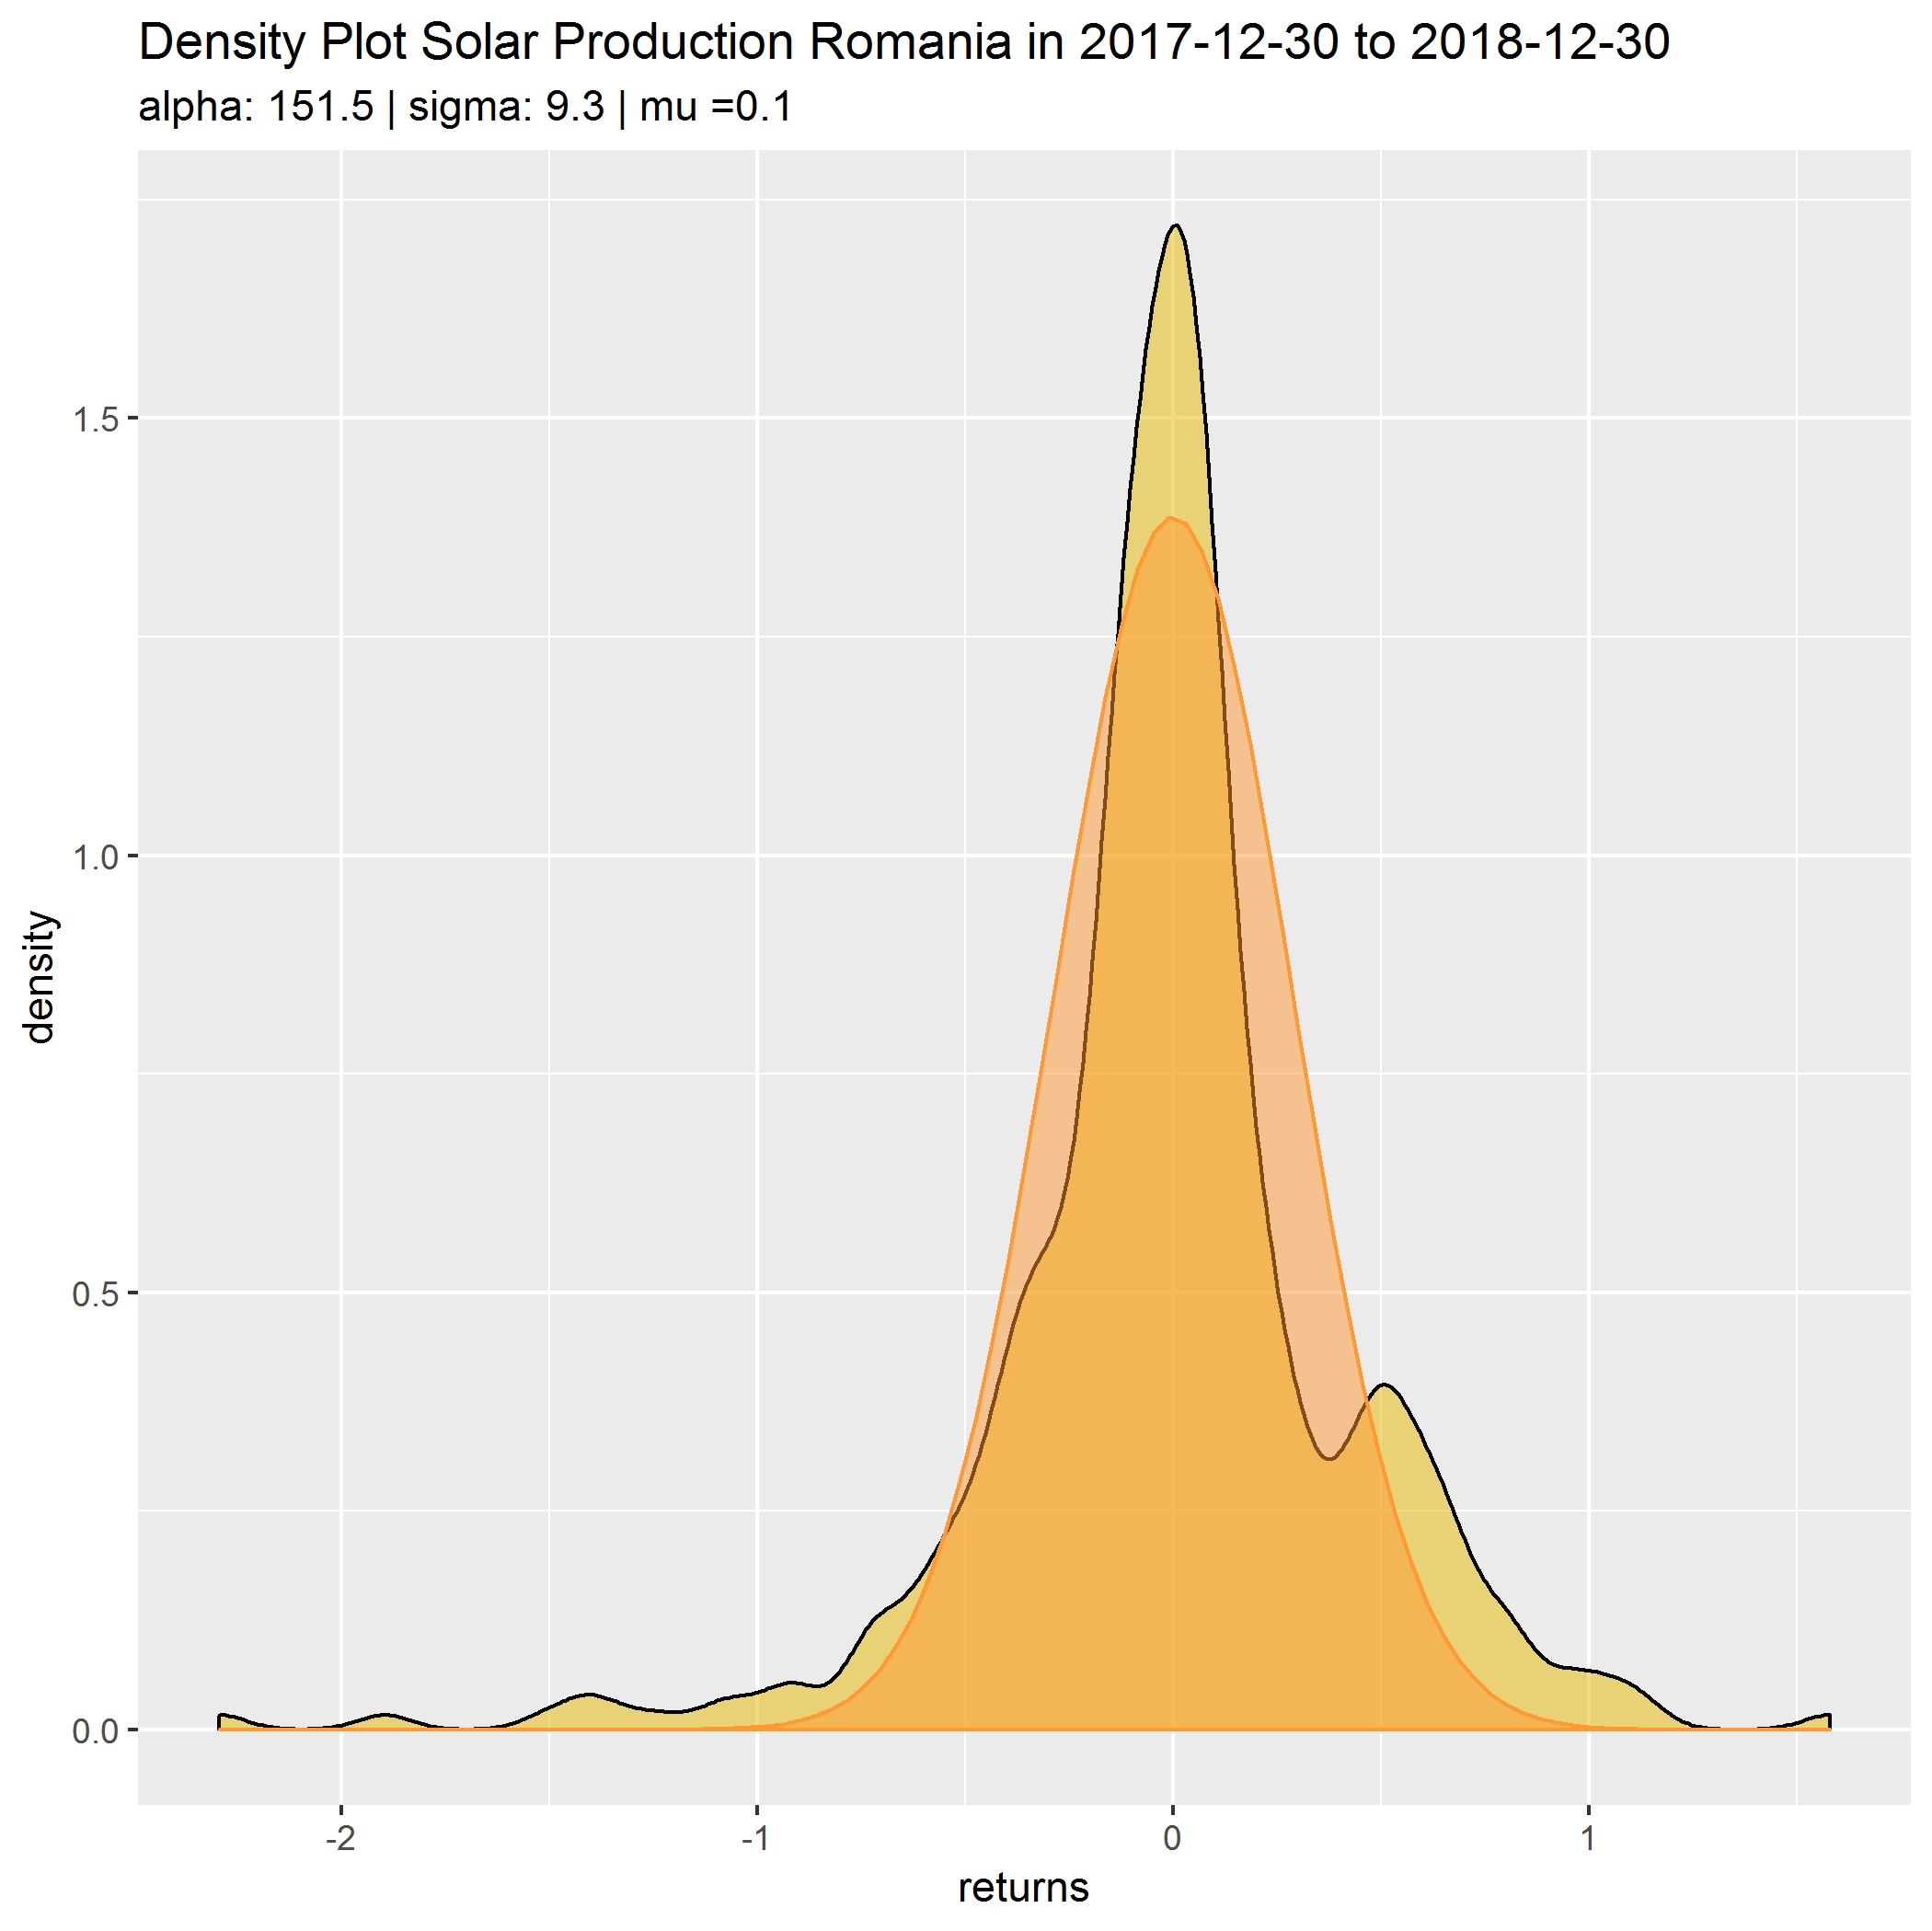 Density Plot Solar Production Romania in 2017-12-30 to 2018-12-30
alpha: 151.5 | sigma: 9.3 | mu =0.1
1.5
1.0
0.5
0.0
density
-2
-1
0
1
returns